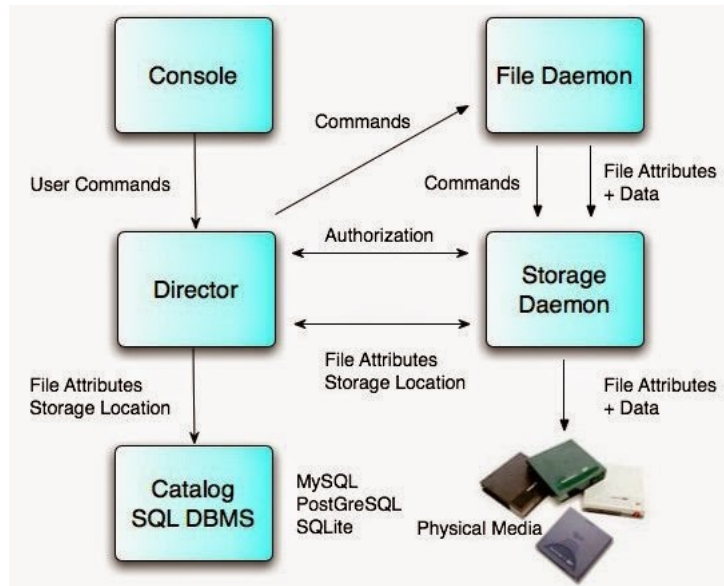 Console
File Daemon
Commands
User Commands
Commands
File Attributes
+ Data
Authorization
Director
Storage
Daemon
File Attributes
Storage Location
File Attributes
Storage Location
File Attributes
+ Data
Catalog
SQL DBMS
MySQL
PostGreSQL
SQLite
Physical Media